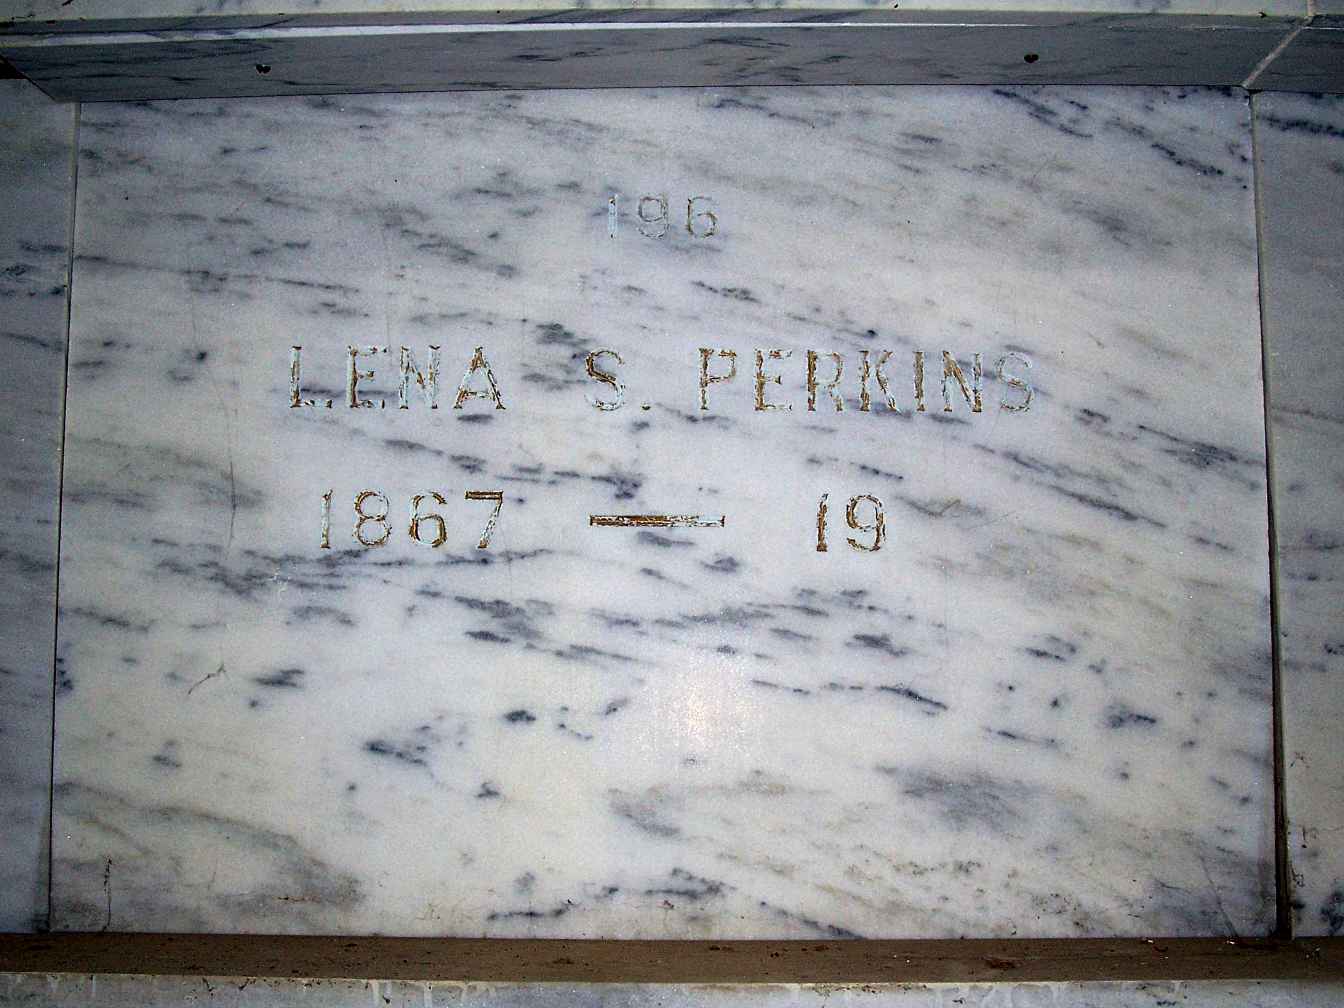 196
LENA S. PERKINS
1867 — 19